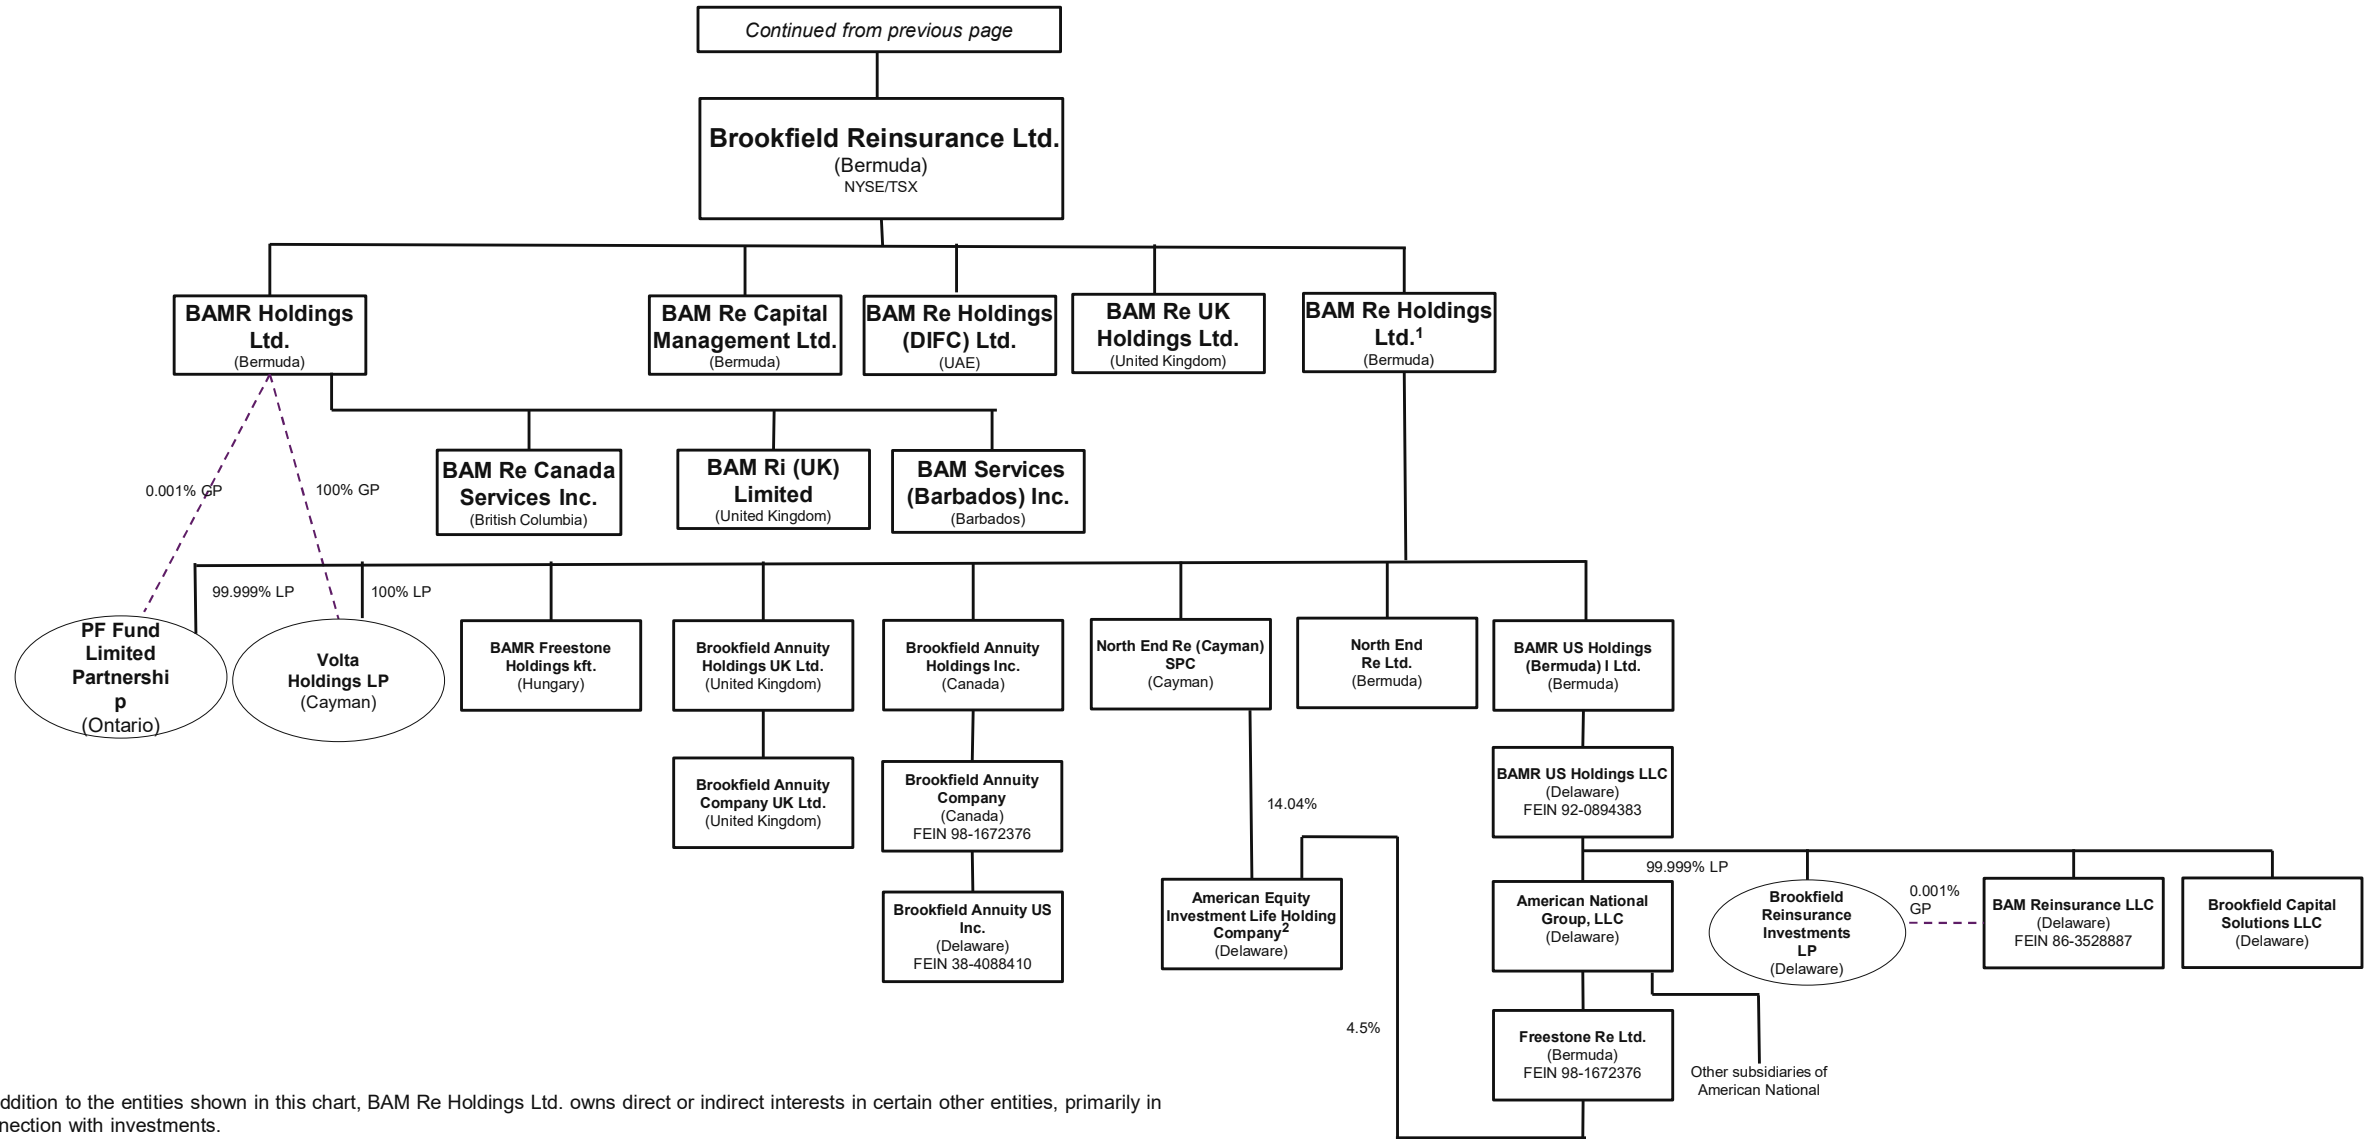 Continued from previous page
Brookfield Reinsurance Ltd.
(Bermuda)
NYSE/TSX
BAMR Holdings
Ltd.
(Bermuda)
BAM Re Capital
Management Ltd.
(Bermuda)
BAM Re Holdings
(DIFC) Ltd.
(UAE)
BAM Re UK
Holdings Ltd.
(United Kingdom)
BAM Re Holdings
Ltd.1
(Bermuda)
0.001% GP
100% GP
BAM Re Canada
Services Inc.
(British Columbia)
BAM Ri (UK)
Limited
(United Kingdom)
BAM Services
(Barbados) Inc.
(Barbados)
99.999% LP
100% LP
PF Fund
Limited
Partnershi
p
(Ontario)
Volta
Holdings LP
(Cayman)
BAMR Freestone
Holdings kft.
(Hungary)
Brookfield Annuity
Holdings UK Ltd.
(United Kingdom)
Brookfield Annuity
Holdings Inc.
(Canada)
North End Re (Cayman)
SPC
(Cayman)
North End
Re Ltd.
(Bermuda)
BAMR US Holdings
(Bermuda) I Ltd.
(Bermuda)
Brookfield Annuity
Company UK Ltd.
(United Kingdom)
Brookfield Annuity
Company
(Canada)
FEIN 98-1672376
14.04%
BAMR US Holdings LLC
(Delaware)
FEIN 92-0894383
Brookfield Annuity US
Inc.
(Delaware)
FEIN 38-4088410
American Equity
Investment Life Holding
Company2
(Delaware)
American National
Group, LLC
(Delaware)
99.999% LP
Brookfield
Reinsurance
Investments
LP
(Delaware)
0.001%
GP
BAM Reinsurance LLC
(Delaware)
FEIN 86-3528887
Brookfield Capital
Solutions LLC
(Delaware)
4.5%
Freestone Re Ltd.
(Bermuda)
FEIN 98-1672376
Other subsidiaries of
American National
ddition to the entities shown in this chart, BAM Re Holdings Ltd. owns direct or indirect interests in certain other entities, primarily in
nection with investments.